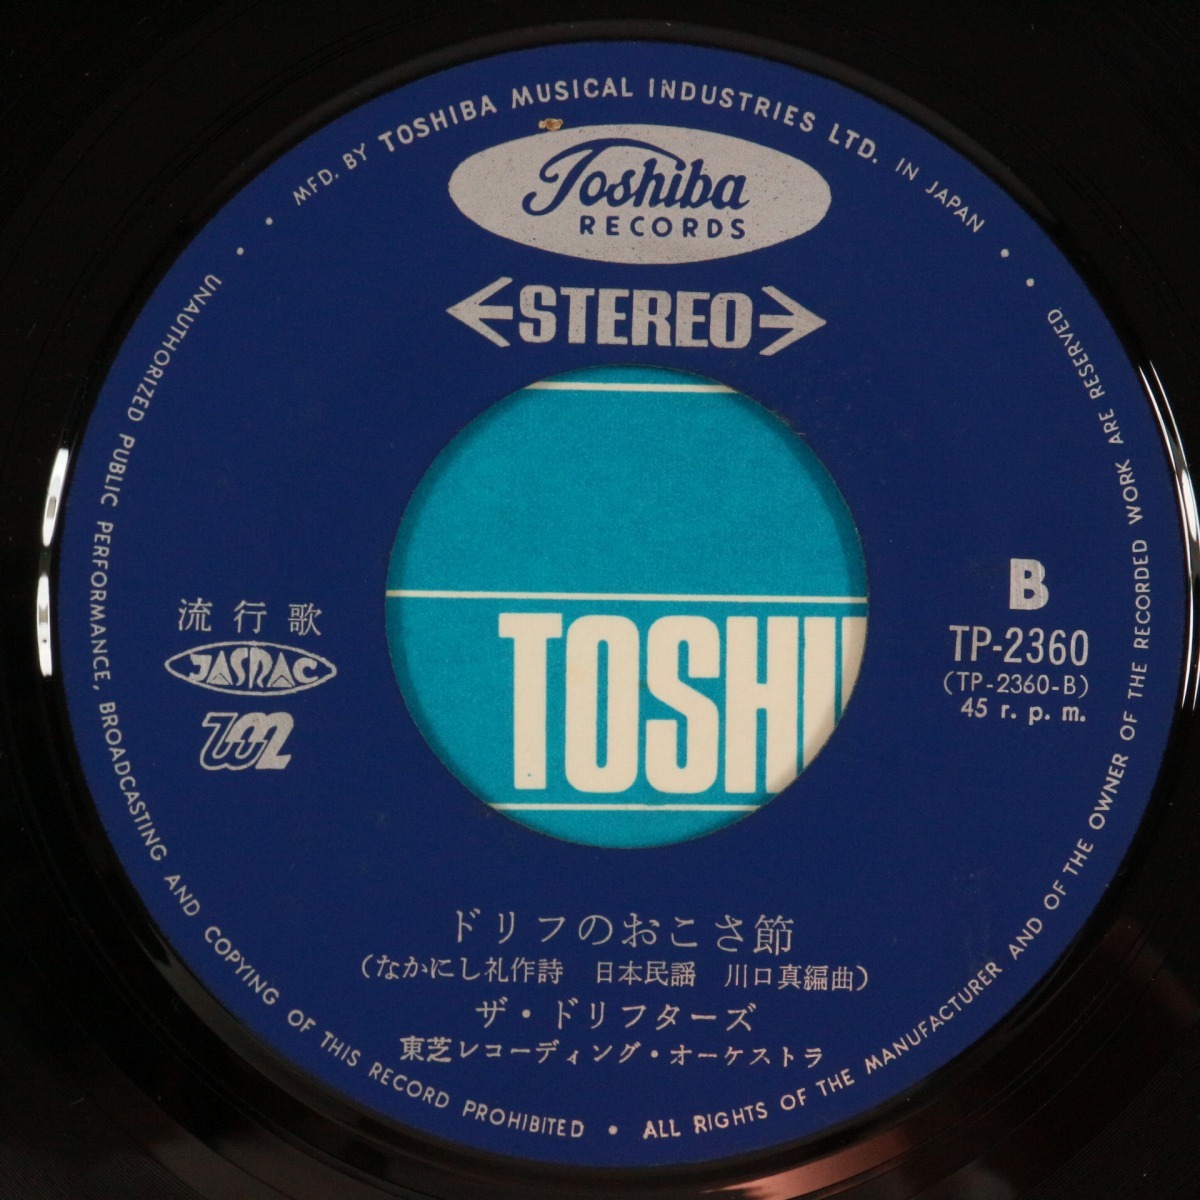 MFD. BY TOSHIBA MUSICAL INDUSTRIES LTD. IN JAPAN
Toshiba
RECORDS
STEREO
TOSHI
流行歌
JASRAC
B
TP-2360
(TP-2360-B)
45 r. p. m.
ドリフのおこさ節
(なかにし礼作詩 日本民謡 川口真編曲)
ザ・ドリフターズ
東芝レコーディング・オーケストラ
UNAUTHORIZED PUBLIC PERFORMANCE, BROADCASTING AND COPYING OF THIS RECORD PROHIBITED • ALL RIGHTS OF THE MANUFACTURER AND OF THE OWNER OF THE RECORDED WORK ARE RESERVED